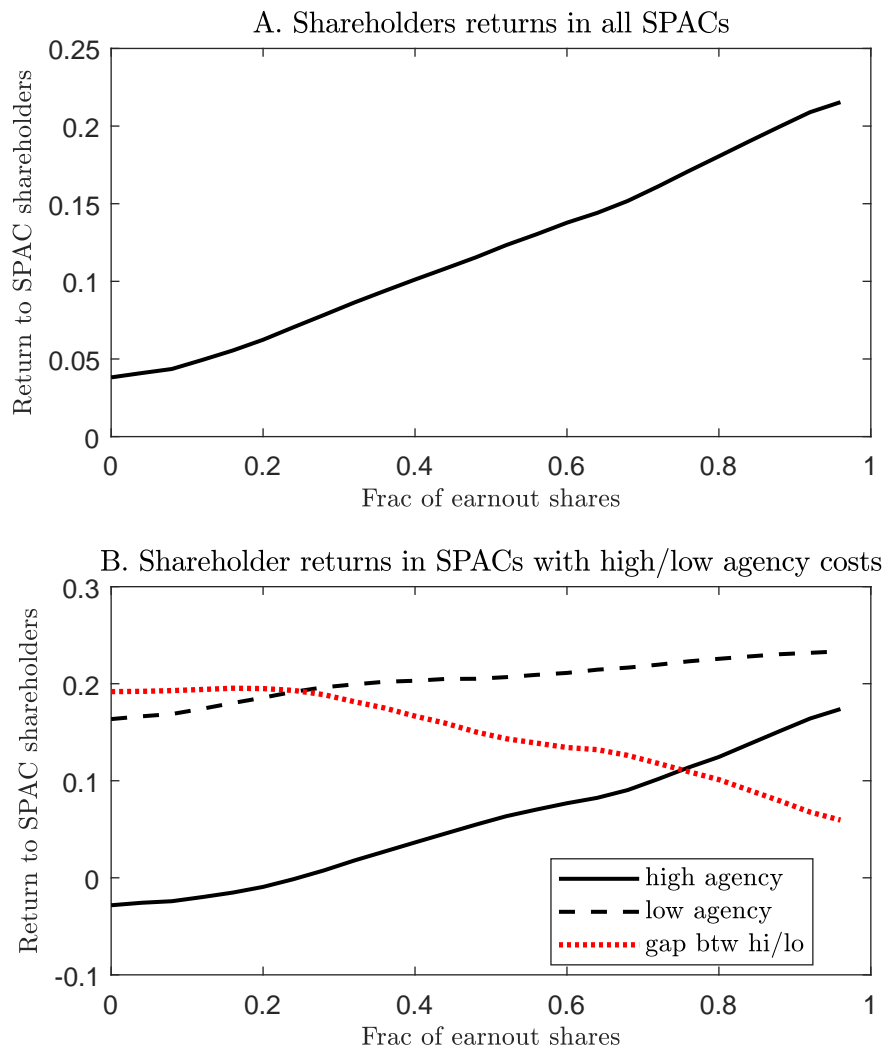 A. Shareholders returns in all SPACs
Return to SPAC shareholders
0.25
0.2
0.15
0.1
0.05
0
0 0.2 0.4 0.6 0.8 1
Frac of earnout shares
B. Shareholder returns in SPACs with high/low agency costs
Return to SPAC shareholders
0.3
0.2
0.1
0
-0.1
high agency
low agency
gap btw hi/lo
0 0.2 0.4 0.6 0.8 1
Frac of earnout shares